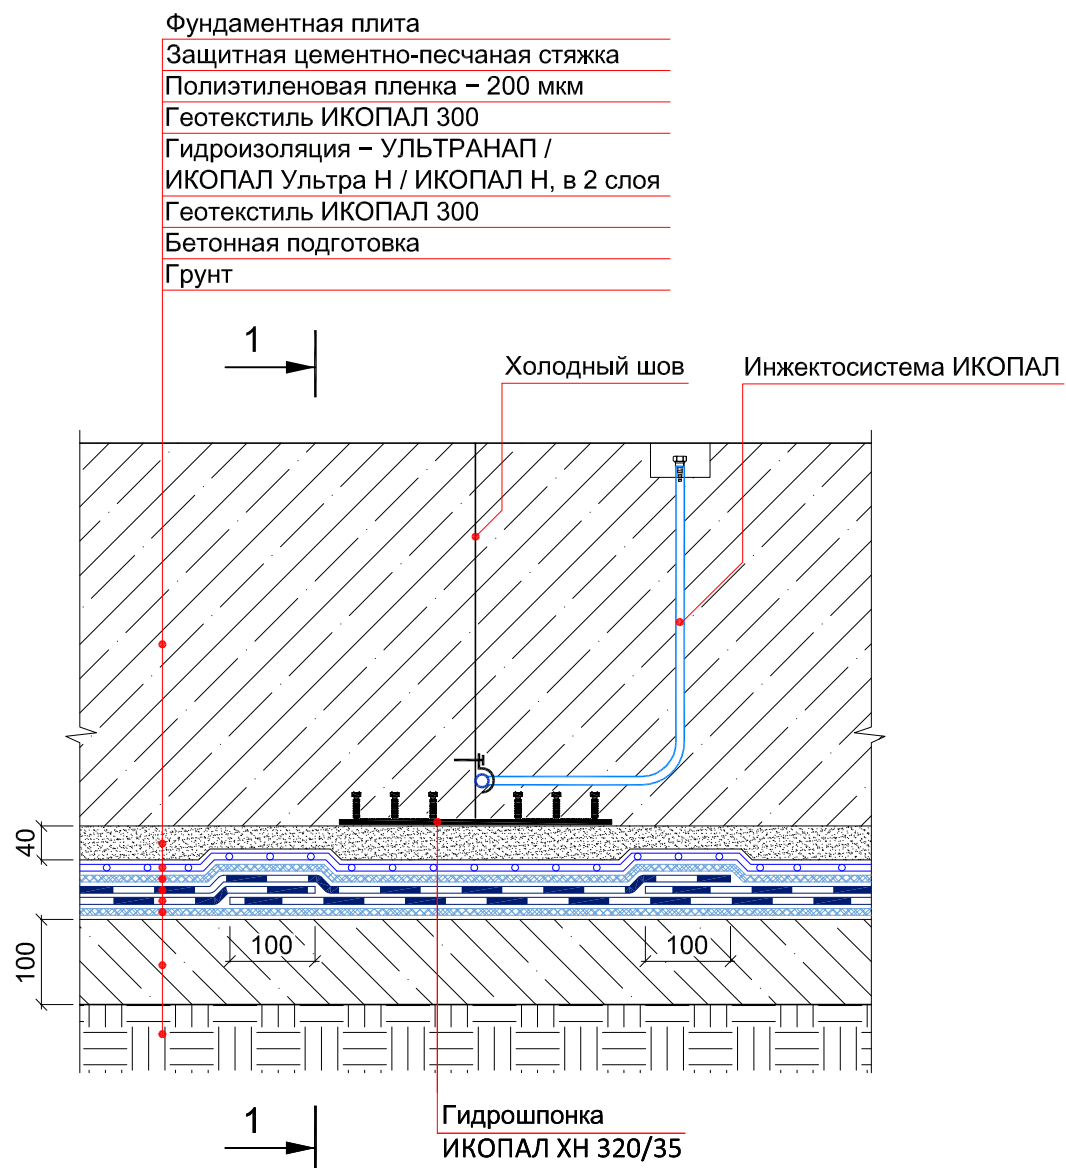 Фундаментная плита
Защитная цементно-песчаная стяжка
Полиэтиленовая пленка – 200 мкм
Геотекстиль ИКОПАЛ 300
Гидроизоляция – УЛЬТРАНАП /
ИКОПАЛ Ультра Н / ИКОПАЛ Н, в 2 слоя
Геотекстиль ИКОПАЛ 300
Бетонная подготовка
Грунт
1
Холодный шов
Инжектосистема ИКОПАЛ
40
100
100
100
1
Гидрошпонка
ИКОПАЛ ХН 320/35